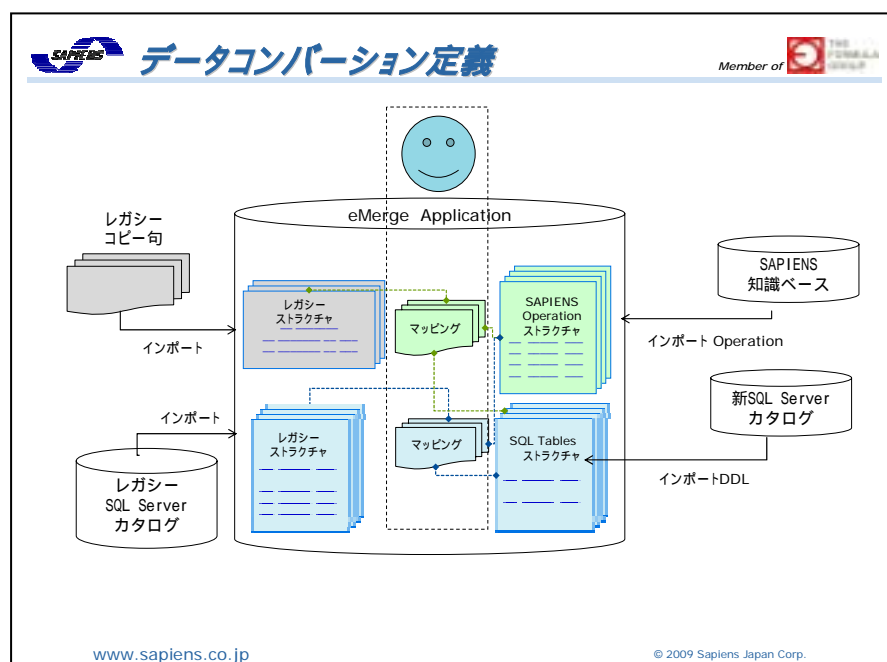 SAPIENS
データコンバージョン定義
Member of
THE
FORMULA
GROUP
eMerge Application
レガシー
コピー句
インポート
レガシー
ストラクチャ
マッピング
SAPIENS
Operation
ストラクチャ
SAPIENS
知識ベース
インポート Operation
インポート
レガシー
SQL Server
カタログ
レガシー
ストラクチャ
マッピング
SQL Tables
ストラクチャ
新SQL Server
カタログ
インポートDDL
www.sapiens.co.jp
© 2009 Sapiens Japan Corp.